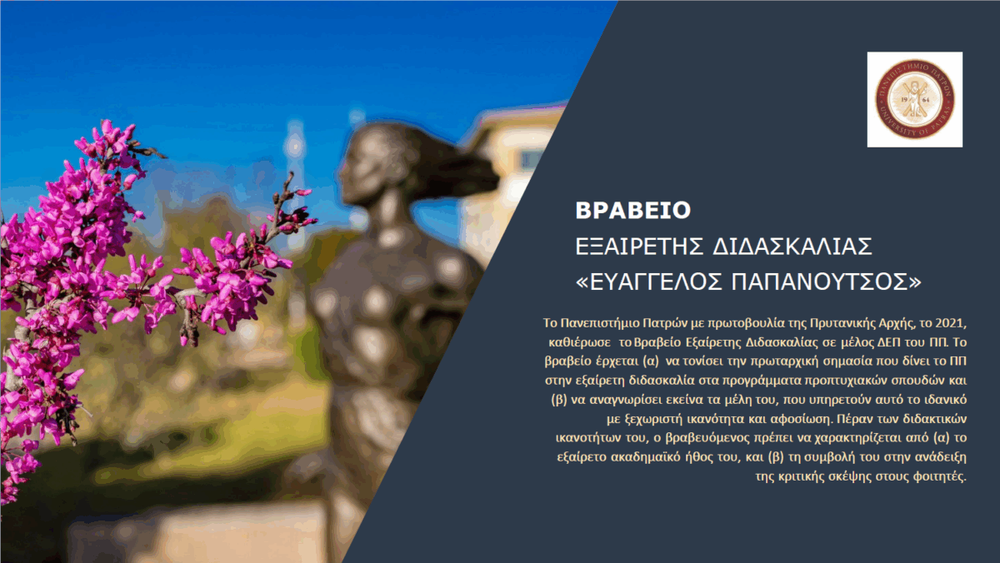 ΠΑΝΕΠΙΣΤΗΜΙΟ ΠΑΤΡΩΝ
19 64
UNIVERSITY OF PATRAS
ΒΡΑΒΕΙΟ
ΕΞΑΙΡΕΤΗΣ ΔΙΔΑΣΚΑΛΙΑΣ
«ΕΥΑΓΓΕΛΟΣ ΠΑΠΑΝΟΥΤΣΟΣ»
Το Πανεπιστήμιο Πατρών με πρωτοβουλία της Πρυτανικής Αρχής, το 2021,
καθιέρωσε το Βραβείο Εξαίρετης Διδασκαλίας σε μέλος ΔΕΠ του ΠΠ. Το
βραβείο έρχεται (α) να τονίσει την πρωταρχική σημασία που δίνει το ΠΠ
στην εξαίρετη διδασκαλία στα προγράμματα προπτυχιακών σπουδών και
(β) να αναγνωρίσει εκείνα τα μέλη του, που υπηρετούν αυτό το ιδανικό
με ξεχωριστή ικανότητα και αφοσίωση. Πέραν των διδακτικών
ικανοτήτων του, ο βραβευόμενος πρέπει να χαρακτηρίζεται από (α) το
εξαίρετο ακαδημαϊκό ήθος του, και (β) τη συμβολή του στην ανάδειξη
της κριτικής σκέψης στους φοιτητές.